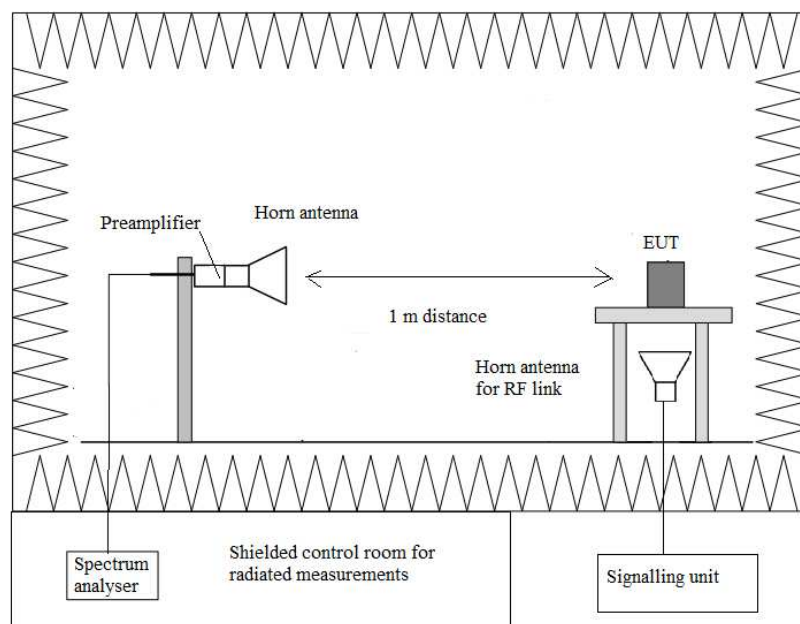 Horn antenna
Preamplifier
EUT
1 m distance
Horn antenna
for RF link
Spectrum
analyser
Shielded control room for
radiated measurements
Signalling unit